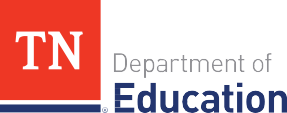 TN
Department of
Education
®